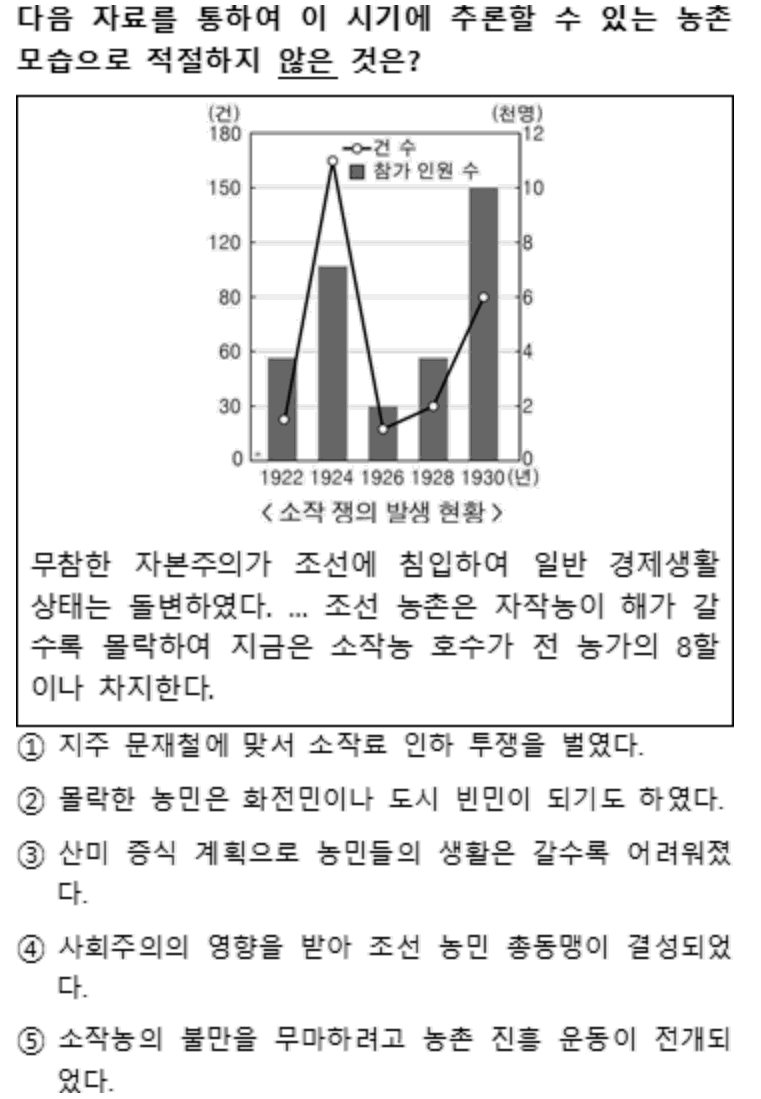 다음 자료를 통하여 이 시기에 추론할 수 있는 농촌
모습으로 적절하지 않은 것은?
(건) (천명)
180 12
건 수
참가 인원 수
150 10
120 8
80 6
60 4
30 2
0 0
1922 1924 1926 1928 1930(년)
< 소작 쟁의 발생 현황 >
무참한 자본주의가 조선에 침입하여 일반 경제생활
상태는 돌변하였다. ... 조선 농촌은 자작농이 해가 갈
수록 몰락하여 지금은 소작농 호수가 전 농가의 8할
이나 차지한다.
① 지주 문재철에 맞서 소작료 인하 투쟁을 벌였다.
② 몰락한 농민은 화전민이나 도시 빈민이 되기도 하였다.
③ 산미 증식 계획으로 농민들의 생활은 갈수록 어려워졌
다.
④ 사회주의의 영향을 받아 조선 농민 총동맹이 결성되었
다.
⑤ 소작농의 불만을 무마하려고 농촌 진흥 운동이 전개되
었다.